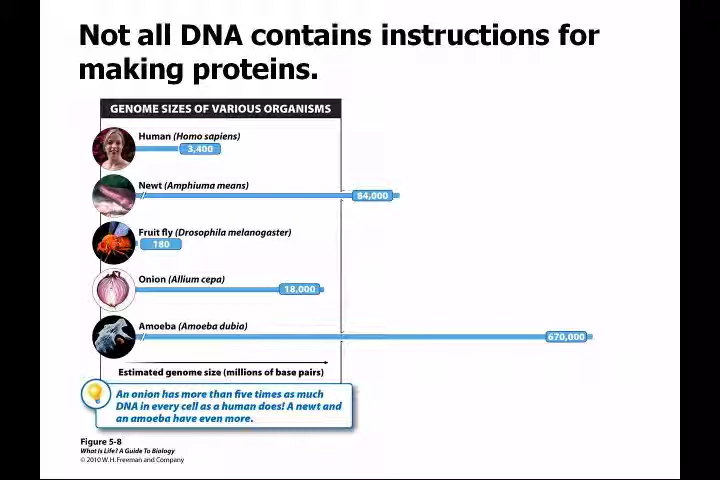 Not all DNA contains instructions for
making proteins.
GENOME SIZES OF VARIOUS ORGANISMS
Human (Homo sapiens)
3,400
Newt (Amphiuma means)
84,000
Fruit fly (Drosophila melanogaster)
180
Onion (Allium cepa)
18,000
Amoeba (Amoeba dubia)
670,000
Estimated genome size (millions of base pairs)
An onion has more than five times as much
DNA in every cell as a human does! A newt and
an amoeba have even more.
Figure 5-8
What Is Life? A Guide To Biology
© 2010 W. H. Freeman and Company